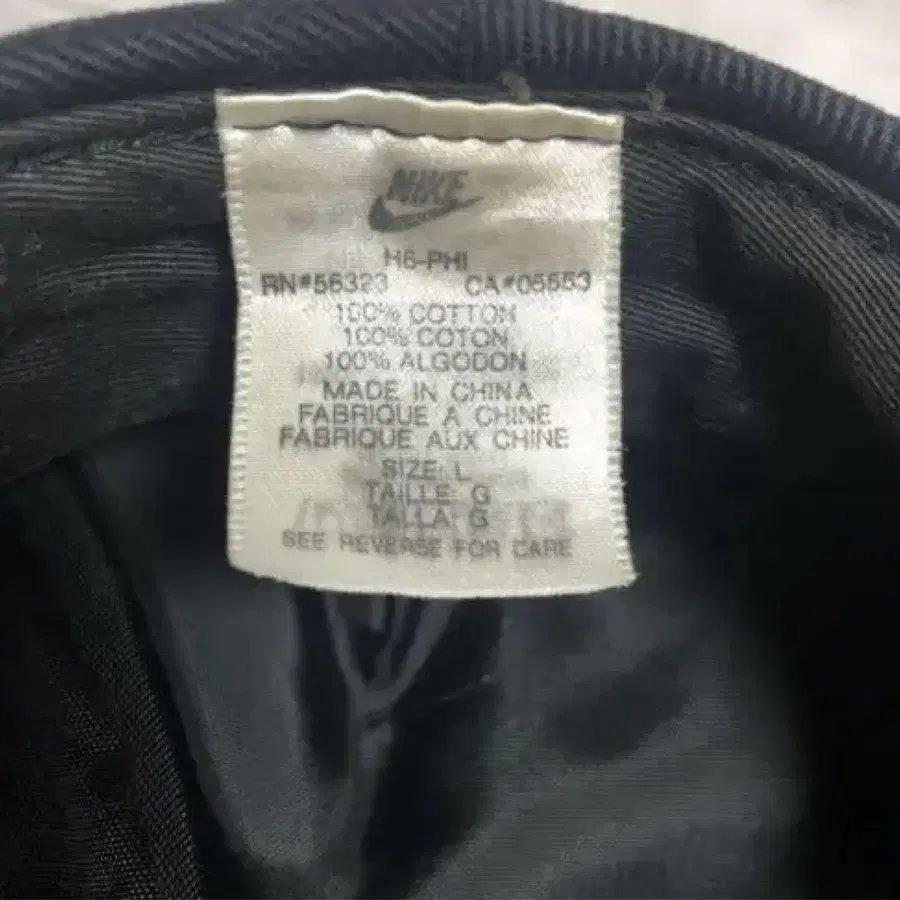 NIKE
H6-PHI
RN#56323 CA#05553
100% COTTON
100% COTON
100% ALGODON
MADE IN CHINA
FABRIQUE A CHINE
FABRIQUE AUX CHINE
SIZE: L
TAILLE: G
TALLA: G
SEE REVERSE FOR CARE